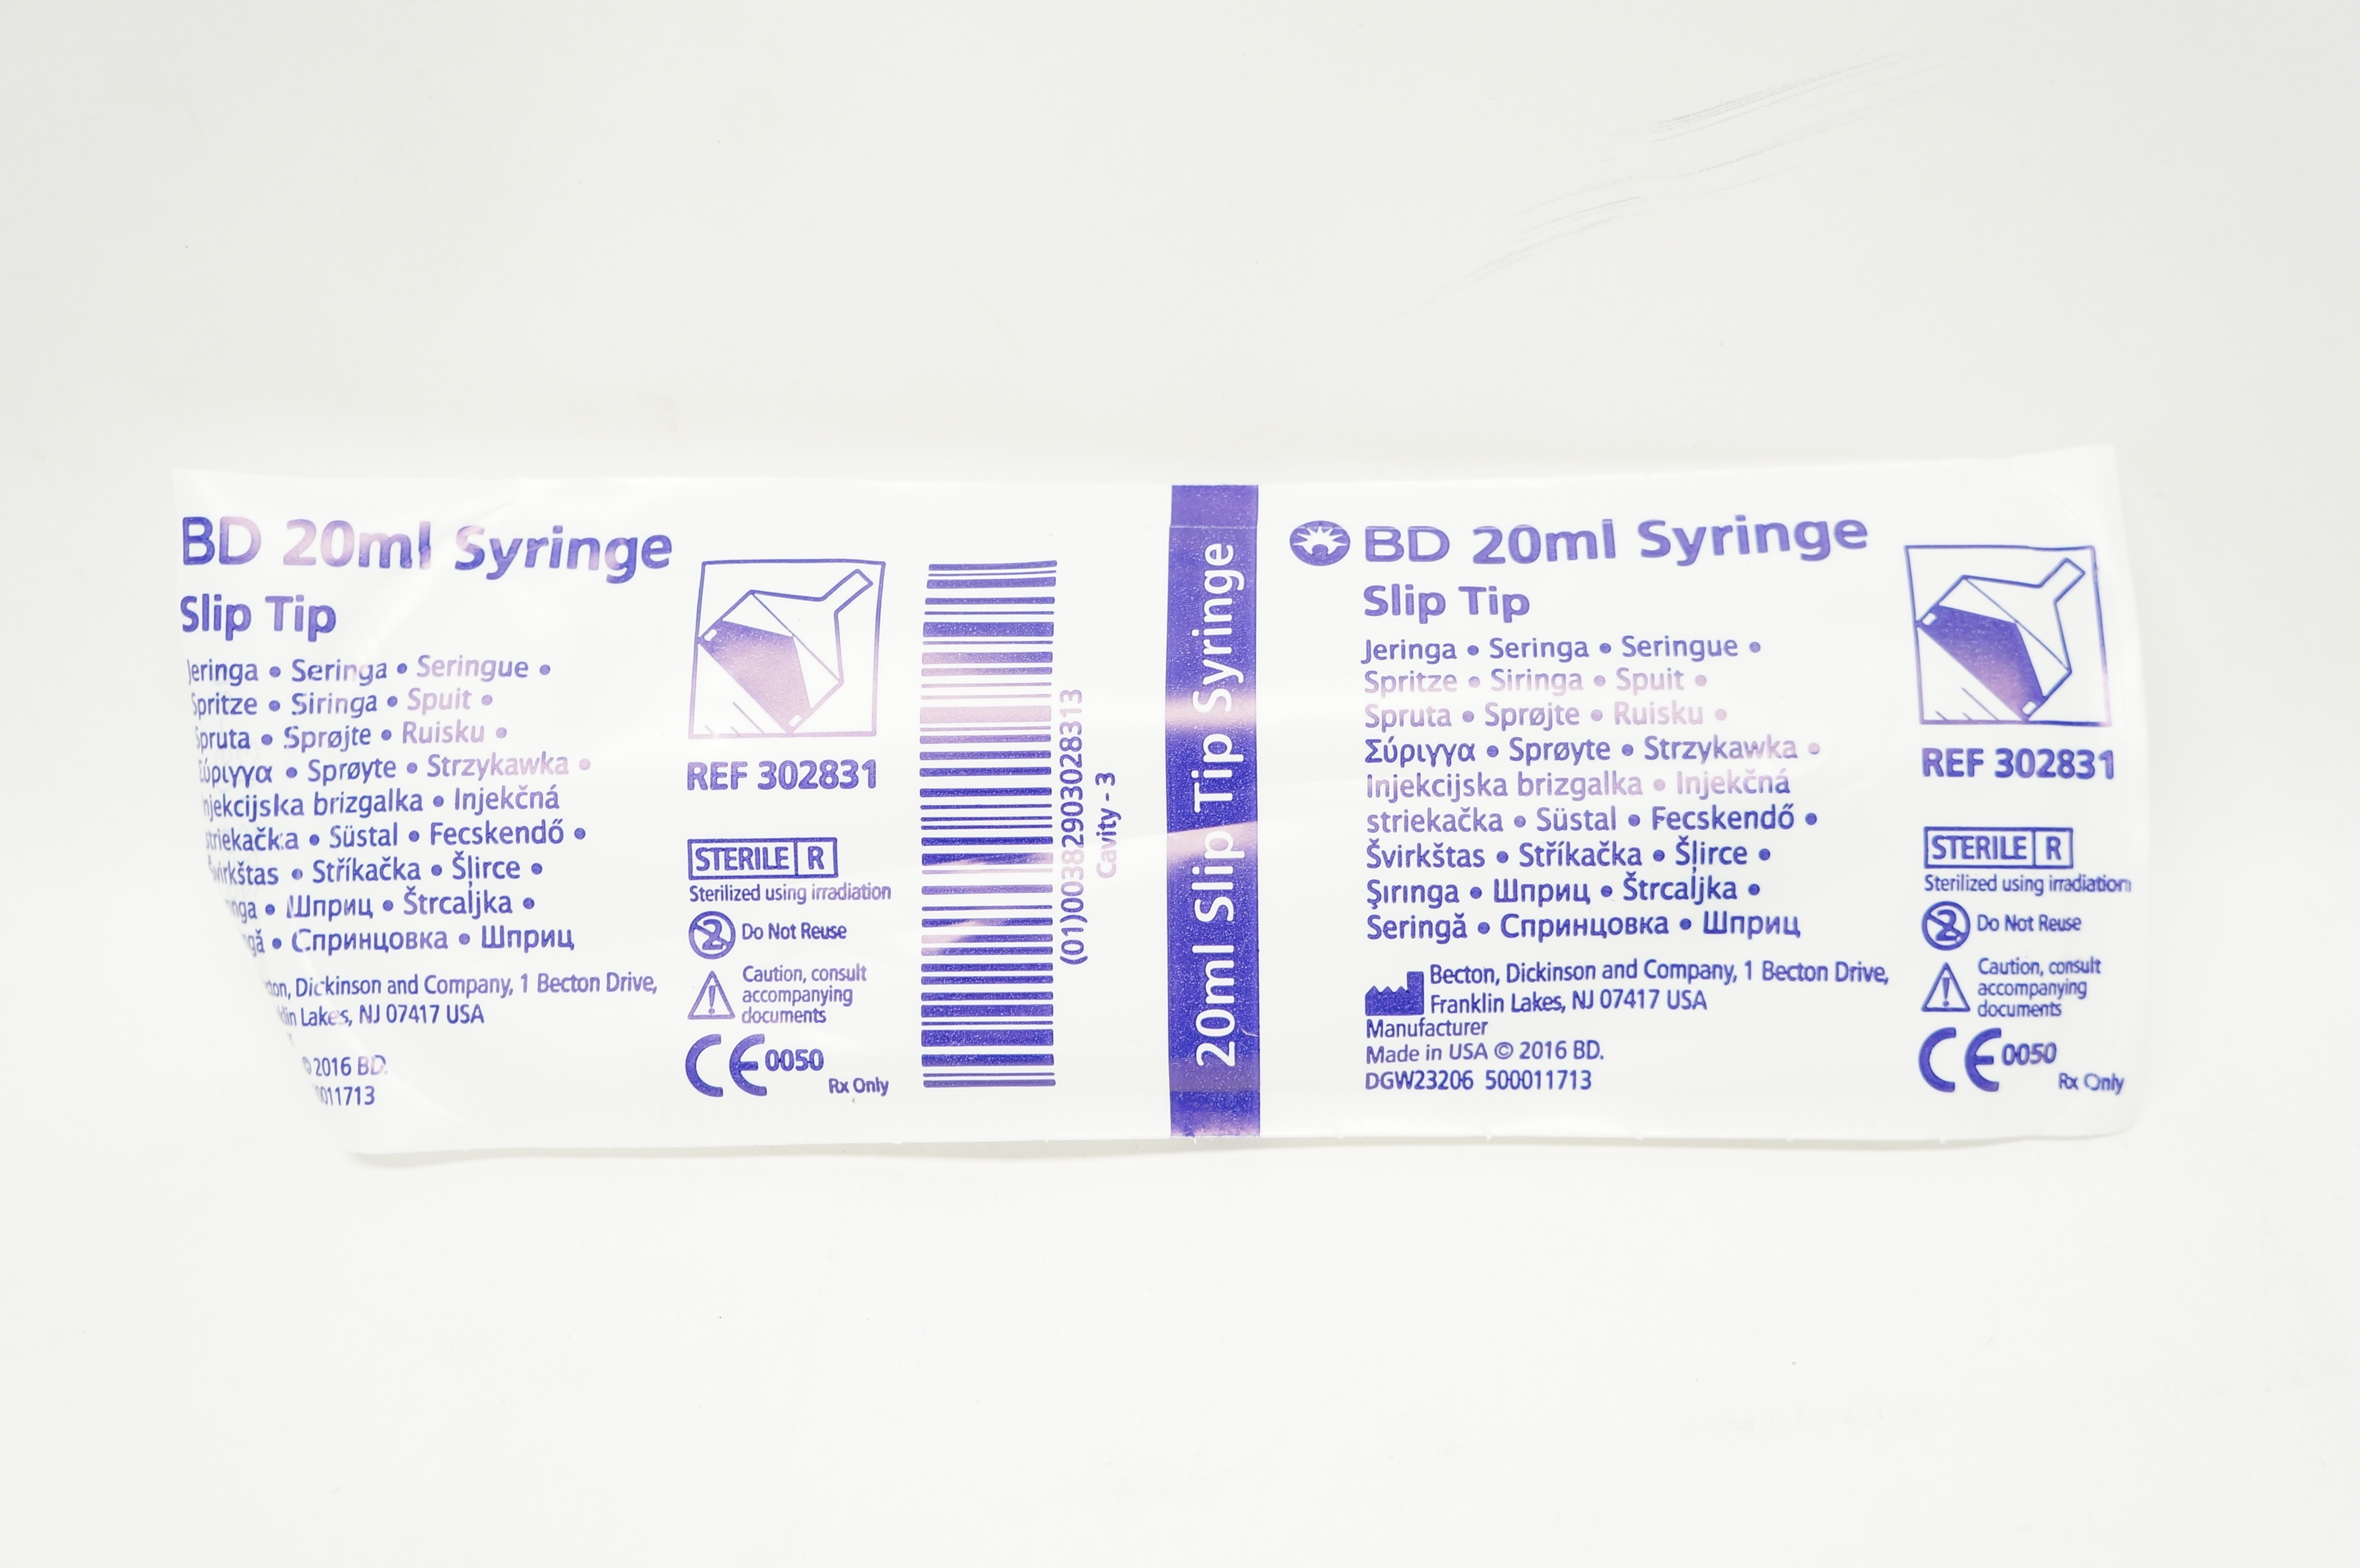 BD 20ml Syringe
Slip Tip
Jeringa • Seringa • Seringue •
Spritze • Siringa • Spuit •
Spruta • Sprøjte • Ruisku •
Σύριγγα • Sprøyte • Strzykawka •
Injekcijska brizgalka • Injekčná
striekačka • Süstal • Fecskendő •
Švirkštas • Stříkačka • Šļirce •
• Шприц • Štrcaljka •
• Спринцовка • Шприц
Dickinson and Company, 1 Becton Drive,
Lakes, NJ 07417 USA
© 2016 BD.
REF 302831
STERILE R
Sterilized using irradiation
2 Do Not Reuse
Caution, consult
accompanying
documents
CE 0050
Rx Only
(01)00382903028313
Cavity - 3
20ml Slip Tip Syringe
BD 20ml Syringe
Slip Tip
Jeringa • Seringa • Seringue •
Spritze • Siringa • Spuit •
Spruta • Sprøjte • Ruisku •
Σύριγγα • Sprøyte • Strzykawka •
Injekcijska brizgalka • Injekčná
striekačka • Süstal • Fecskendő •
Švirkštas • Stříkačka • Šļirce •
Şırınga • Шприц • Štrcaljka •
Seringă • Спринцовка • Шприц
Becton, Dickinson and Company, 1 Becton Drive,
Franklin Lakes, NJ 07417 USA
Manufacturer
Made in USA © 2016 BD.
DGW23206 500011713
REF 302831
STERILE R
Sterilized using irradiation
2 Do Not Reuse
Caution, consult
accompanying
documents
CE 0050
Rx Only